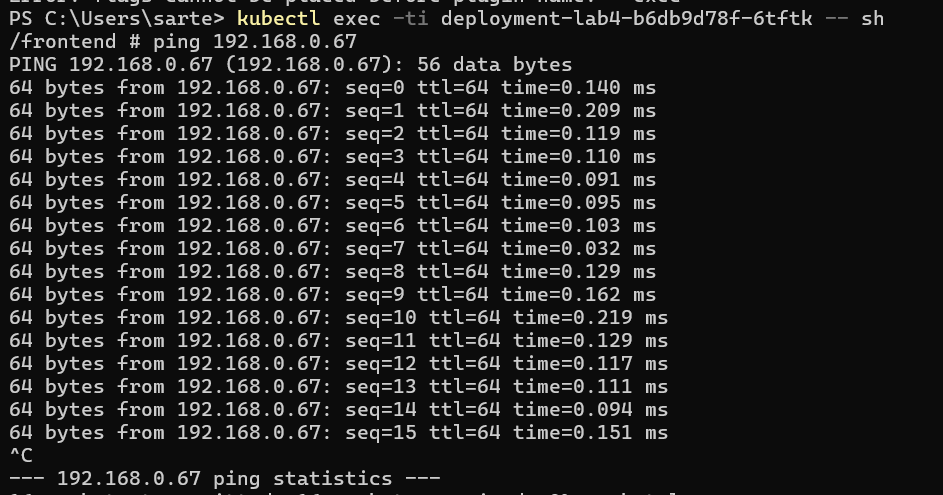 PS C:\Users\sarte> kubectl exec -ti deployment-lab4-b6db9d78f-6tftk -- sh
/frontend # ping 192.168.0.67
PING 192.168.0.67 (192.168.0.67): 56 data bytes
64 bytes from 192.168.0.67: seq=0 ttl=64 time=0.140 ms
64 bytes from 192.168.0.67: seq=1 ttl=64 time=0.209 ms
64 bytes from 192.168.0.67: seq=2 ttl=64 time=0.119 ms
64 bytes from 192.168.0.67: seq=3 ttl=64 time=0.110 ms
64 bytes from 192.168.0.67: seq=4 ttl=64 time=0.091 ms
64 bytes from 192.168.0.67: seq=5 ttl=64 time=0.095 ms
64 bytes from 192.168.0.67: seq=6 ttl=64 time=0.103 ms
64 bytes from 192.168.0.67: seq=7 ttl=64 time=0.032 ms
64 bytes from 192.168.0.67: seq=8 ttl=64 time=0.129 ms
64 bytes from 192.168.0.67: seq=9 ttl=64 time=0.162 ms
64 bytes from 192.168.0.67: seq=10 ttl=64 time=0.219 ms
64 bytes from 192.168.0.67: seq=11 ttl=64 time=0.129 ms
64 bytes from 192.168.0.67: seq=12 ttl=64 time=0.117 ms
64 bytes from 192.168.0.67: seq=13 ttl=64 time=0.111 ms
64 bytes from 192.168.0.67: seq=14 ttl=64 time=0.094 ms
64 bytes from 192.168.0.67: seq=15 ttl=64 time=0.151 ms
^C
--- 192.168.0.67 ping statistics ---